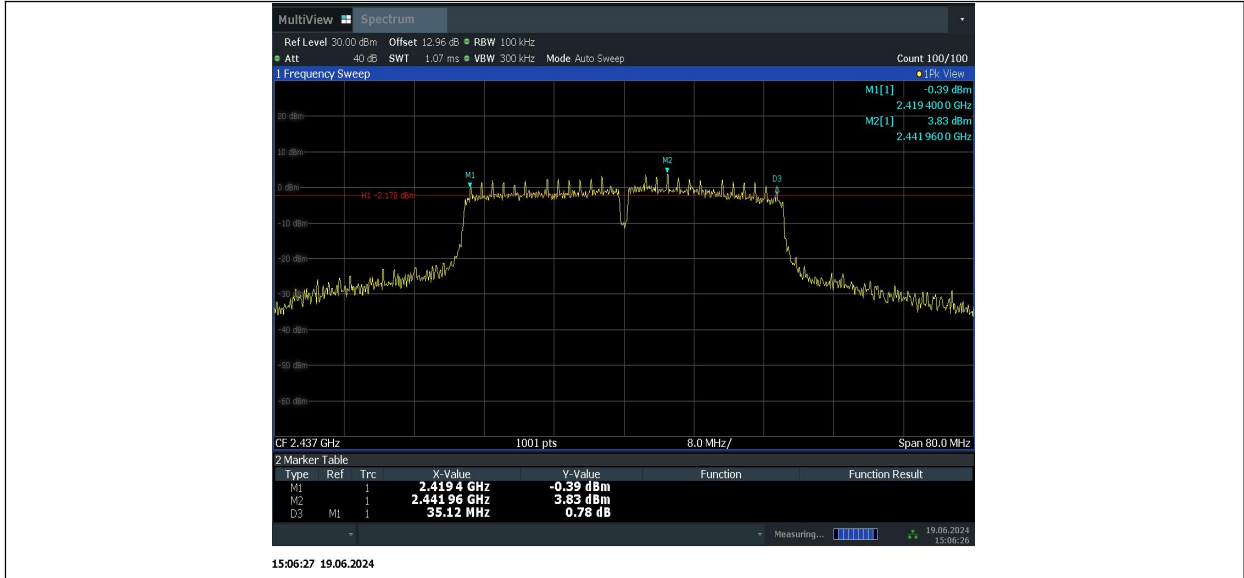 MultiView Spectrum
Ref Level 30.00 dBm Offset 12.96 dB RBW 100 kHz
Att 40 dB SWT 1.07 ms VBW 300 kHz Mode Auto Sweep Count 100/100
1 Frequency Sweep 1Pk View
M1[1] -0.39 dBm
2.419 400 0 GHz
20 dBm
M2[1] 3.83 dBm
2.441 960 0 GHz
10 dBm
M2
M1
D3
0 dBm
H1 -2.170 dBm
-10 dBm
-20 dBm
-30 dBm
-40 dBm
-50 dBm
-60 dBm
CF 2.437 GHz 1001 pts 8.0 MHz/ Span 80.0 MHz
2 Marker Table
Type Ref Trc X-Value Y-Value Function Function Result
M1 1 2.419 4 GHz -0.39 dBm
M2 1 2.441 96 GHz 3.83 dBm
D3 M1 1 35.12 MHz 0.78 dB
Measuring... 19.06.2024
15:06:26
15:06:27 19.06.2024